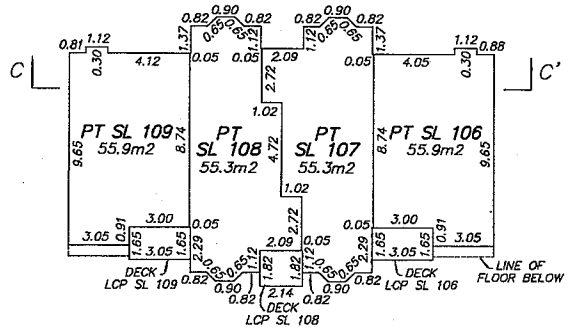 0.82 0.90 0.82 0.82 0.90 0.82
0.65 0.65 0.65 0.65
0.81 1.12 1.37 1.12 1.12 1.37 1.12 0.88
0.30 4.12 0.05 0.05 2.09 0.05 4.05 0.30
C C'
2.72
1.02
PT SL 109
55.9m2
PT
SL 108
55.3m2
PT
SL 107
55.3m2
PT SL 106
55.9m2
9.65 8.74 4.72 8.74 9.65
1.02
2.72
3.05 0.91 3.00 0.05 2.09 0.05 3.00 0.91 3.05
1.65 3.05 1.65 2.29 1.12 1.82 1.82 1.12 2.29 1.65 3.05 1.65
0.82 0.65 0.90 0.65 0.82 2.14 0.82 0.65 0.90 0.65 0.82
DECK
LCP SL 109
DECK
LCP SL 108
DECK
LCP SL 106
LINE OF
FLOOR BELOW